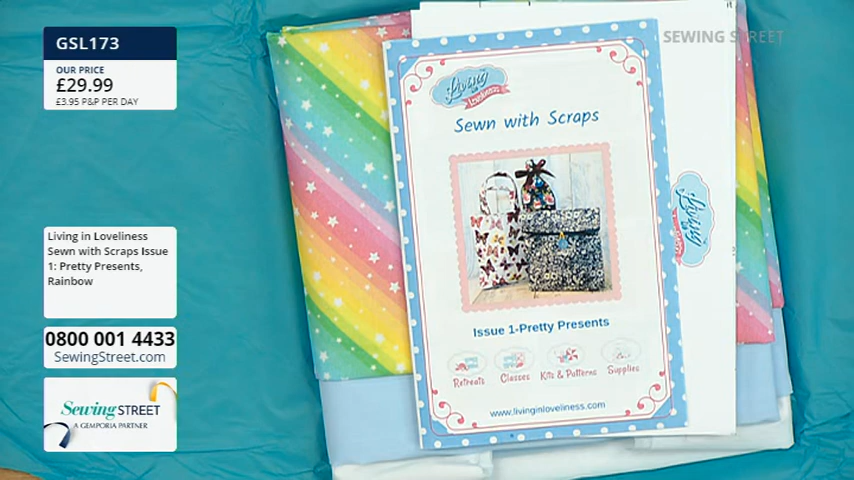 GSL173
OUR PRICE
£29.99
£3.95 P&P PER DAY
Living in Loveliness
Sewn with Scraps Issue
1: Pretty Presents,
Rainbow
0800 001 4433
SewingStreet.com
Sewing STREET
A GEMPORIA PARTNER
SEWING STREET
Living
in
Loveliness
Sewn with Scraps
Issue 1-Pretty Presents
Retreats
Classes
Kits & Patterns
Supplies
www.livinginloveliness.com
Living